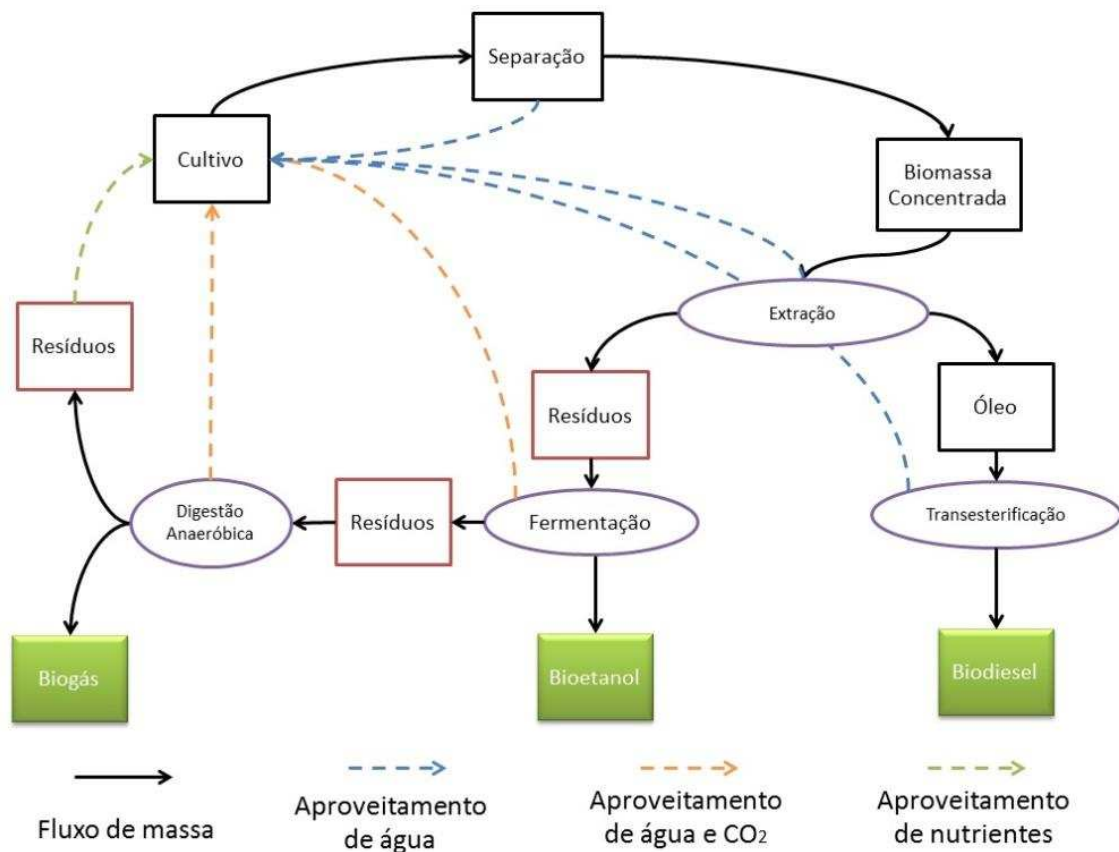 Separação
Cultivo
Biomassa
Concentrada
Extração
Resíduos
Resíduos
Óleo
Digestão
Anaeróbica
Resíduos
Fermentação
Transesterificação
Biogás
Bioetanol
Biodiesel
Fluxo de massa
Aproveitamento
de água
Aproveitamento
de água e CO₂
Aproveitamento
de nutrientes